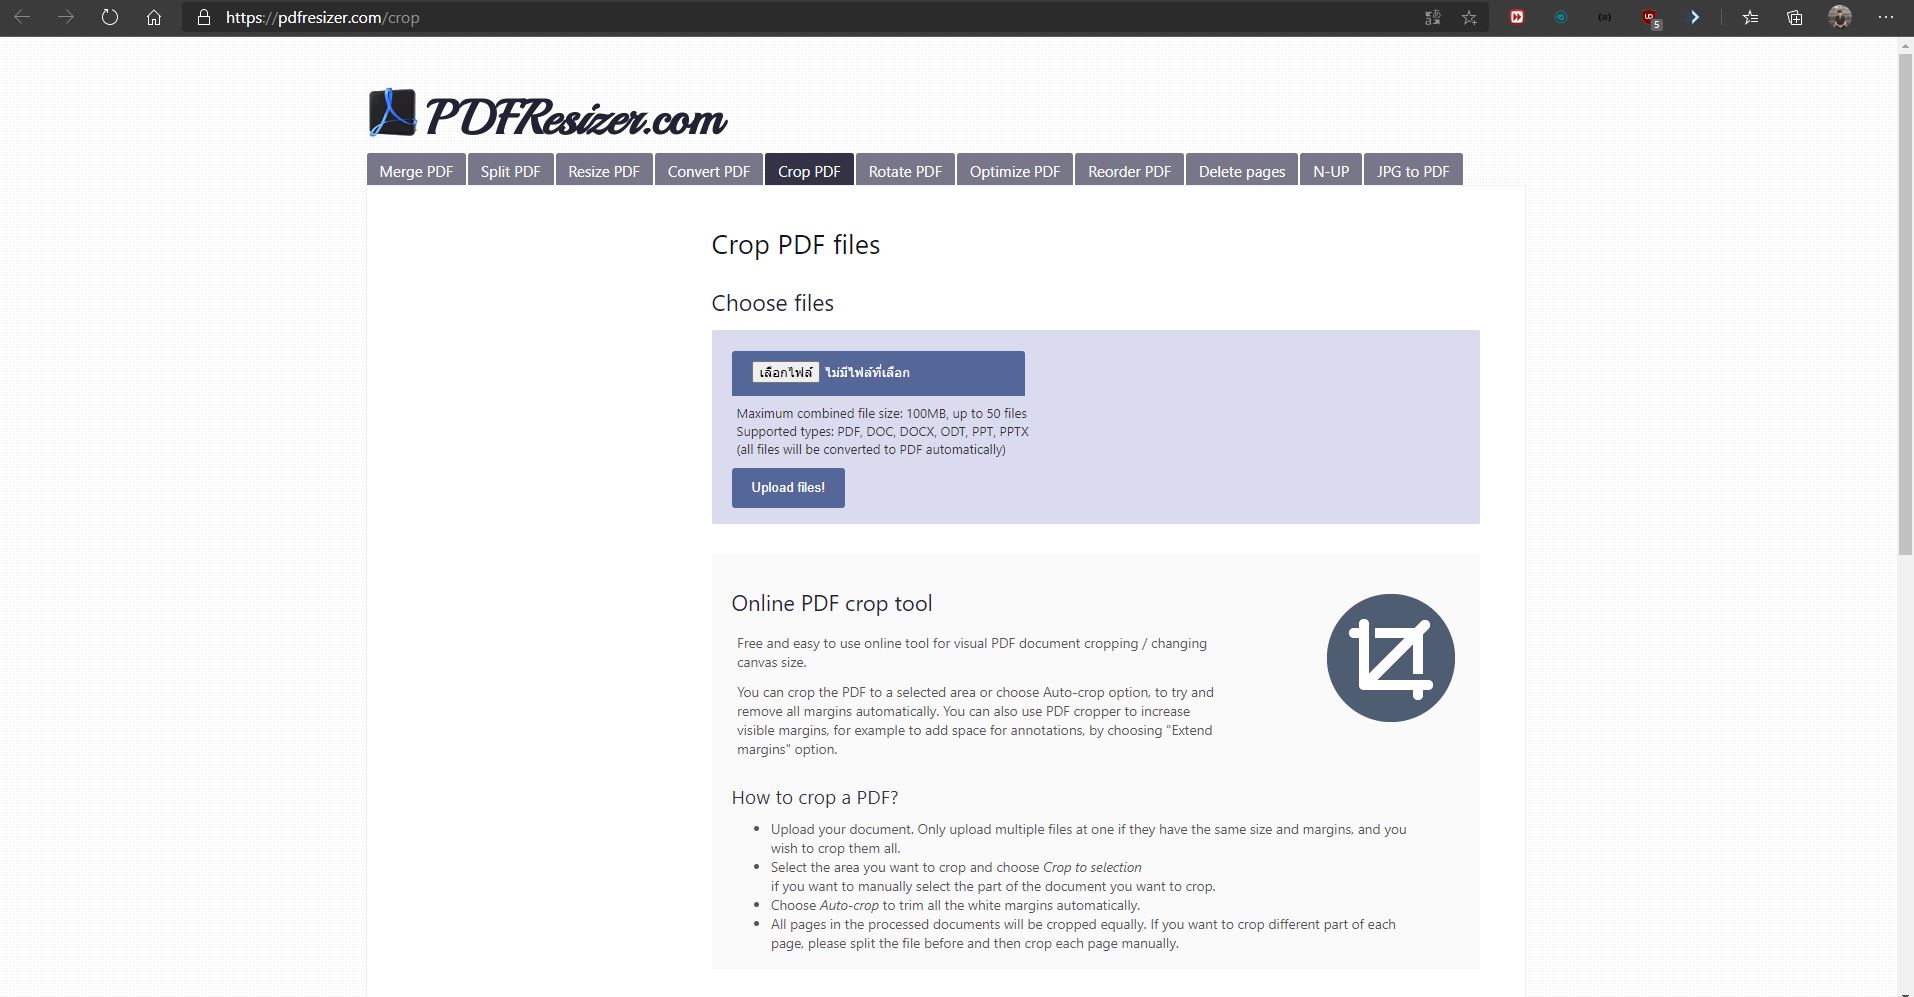 https://pdfresizer.com/crop
5
PDFResizer.com
Merge PDF Split PDF Resize PDF Convert PDF Crop PDF Rotate PDF Optimize PDF Reorder PDF Delete pages N-UP JPG to PDF
Crop PDF files
Choose files
เลือกไฟล์ ไม่มีไฟล์ที่เลือก
Maximum combined file size: 100MB, up to 50 files
Supported types: PDF, DOC, DOCX, ODT, PPT, PPTX
(all files will be converted to PDF automatically)
Upload files!
Online PDF crop tool
Free and easy to use online tool for visual PDF document cropping / changing
canvas size.
You can crop the PDF to a selected area or choose Auto-crop option, to try and
remove all margins automatically. You can also use PDF cropper to increase
visible margins, for example to add space for annotations, by choosing "Extend
margins" option.
How to crop a PDF?
• Upload your document. Only upload multiple files at one if they have the same size and margins, and you
wish to crop them all.
• Select the area you want to crop and choose Crop to selection
if you want to manually select the part of the document you want to crop.
• Choose Auto-crop to trim all the white margins automatically.
• All pages in the processed documents will be cropped equally. If you want to crop different part of each
page, please split the file before and then crop each page manually.